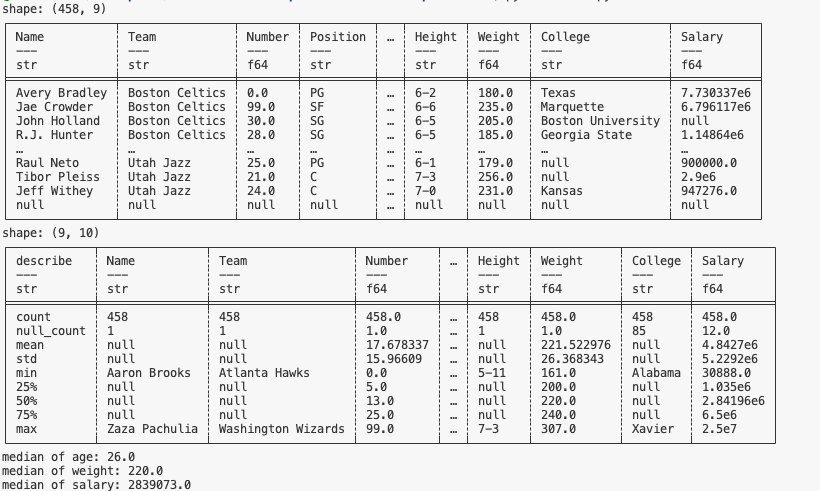 shape: (458, 9)
Name Team Number Position … Height Weight College Salary
--- --- --- --- --- --- --- ---
str str f64 str str f64 str f64
Avery Bradley Boston Celtics 0.0 PG … 6-2 180.0 Texas 7.730337e6
Jae Crowder Boston Celtics 99.0 SF … 6-6 235.0 Marquette 6.796117e6
John Holland Boston Celtics 30.0 SG … 6-5 205.0 Boston University null
R.J. Hunter Boston Celtics 28.0 SG … 6-5 185.0 Georgia State 1.14864e6
… … … … … … … … …
Raul Neto Utah Jazz 25.0 PG … 6-1 179.0 null 900000.0
Tibor Pleiss Utah Jazz 21.0 C … 7-3 256.0 null 2.9e6
Jeff Withey Utah Jazz 24.0 C … 7-0 231.0 Kansas 947276.0
null null null null … null null null null
shape: (9, 10)
describe Name Team Number … Height Weight College Salary
--- --- --- --- --- --- --- ---
str str str f64 str f64 str f64
count 458 458 458.0 … 458 458.0 458 458.0
null_count 1 1 1.0 … 1 1.0 85 12.0
mean null null 17.678337 … null 221.522976 null 4.8427e6
std null null 15.96609 … null 26.368343 null 5.2292e6
min Aaron Brooks Atlanta Hawks 0.0 … 5-11 161.0 Alabama 30888.0
25% null null 5.0 … null 200.0 null 1.035e6
50% null null 13.0 … null 220.0 null 2.84196e6
75% null null 25.0 … null 240.0 null 6.5e6
max Zaza Pachulia Washington Wizards 99.0 … 7-3 307.0 Xavier 2.5e7
median of age: 26.0
median of weight: 220.0
median of salary: 2839073.0